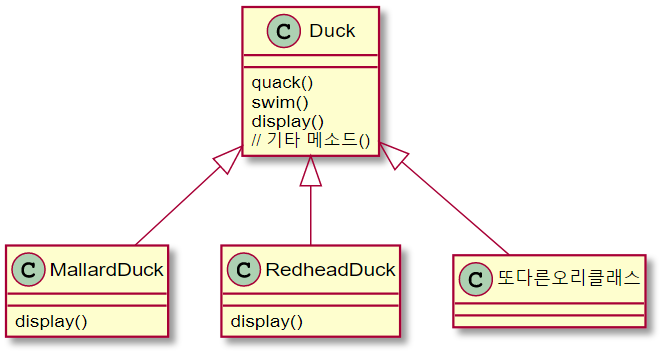 C Duck
quack()
swim()
display()
// 기타 메소드()
C MallardDuck
display()
C RedheadDuck
display()
C 또다른오리클래스